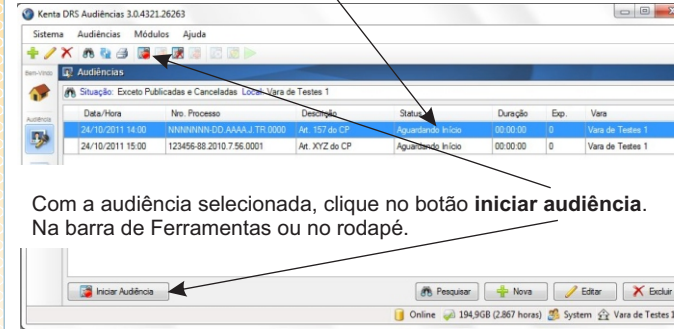 Kenta DRS Audiências 3.0.4321.26263
Sistema Audiências Módulos Ajuda
Bem-Vindo
Audiências
Situação: Exceto Publicadas e Canceladas Local: Vara de Testes 1
Audiência
Data/Hora Nro. Processo Descrição Status Duração Exp. Vara
24/10/2011 14:00 NNNNNNN-DD.AAAA.J.TR.0000 Art. 157 do CP Aguardando Início 00:00:00 0 Vara de Testes 1
24/10/2011 15:00 123456-88.2010.7.56.0001 Art. XYZ do CP Aguardando Início 00:00:00 0 Vara de Testes 1
Com a audiência selecionada, clique no botão iniciar audiência.
Na barra de Ferramentas ou no rodapé.
Iniciar Audiência Pesquisar Nova Editar Excluir
Online 194,9GB (2.867 horas) System Vara de Testes 1